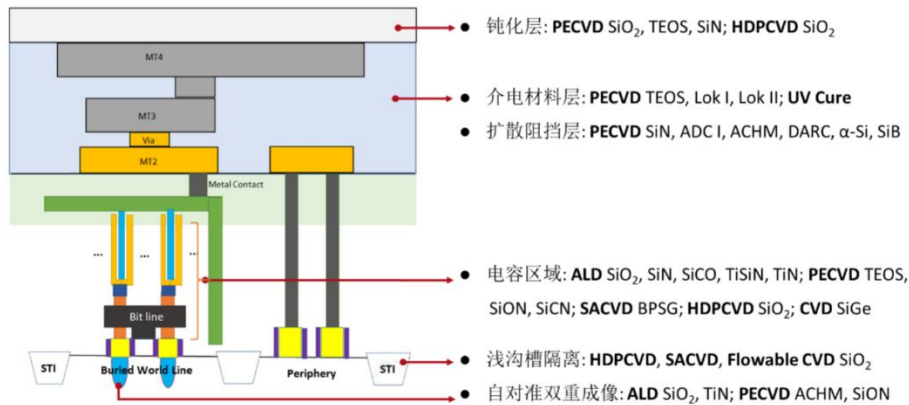 钝化层: PECVD SiO₂, TEOS, SiN; HDPCVD SiO₂
MT4
介电材料层: PECVD TEOS, Lok I, Lok II; UV Cure
MT3
扩散阻挡层: PECVD SiN, ADC I, ACHM, DARC, α-Si, SiB
Via
MT2
Metal Contact
... ... ...
电容区域: ALD SiO₂, SiN, SiCO, TiSiN, TiN; PECVD TEOS,
SiON, SiCN; SACVD BPSG; HDPCVD SiO₂; CVD SiGe
Bit line
浅沟槽隔离: HDPCVD, SACVD, Flowable CVD SiO₂
STI
Buried World Line
Periphery
STI
自对准双重成像: ALD SiO₂, TiN; PECVD ACHM, SiON